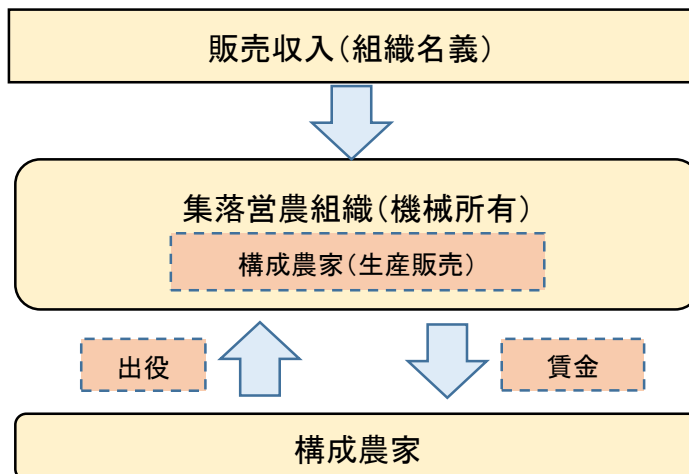 販売収入(組織名義)
集落営農組織(機械所有)
構成農家(生産販売)
出役
賃金
構成農家